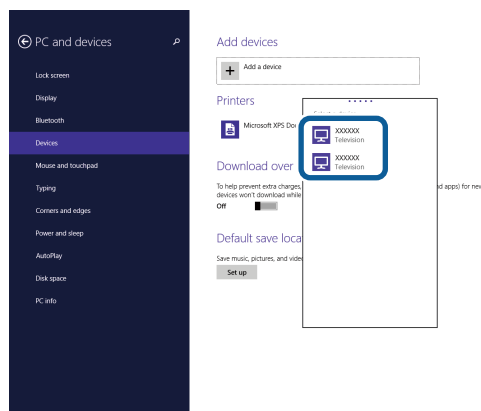 PC and devices
Lock screen
Display
Bluetooth
Devices
Mouse and touchpad
Typing
Corners and edges
Power and sleep
AutoPlay
Disk space
PC info
Add devices
Add a device
Printers
Microsoft XPS Do
XXXXXX
Television
XXXXXX
Television
Download over
To help prevent extra charges,
d apps) for new
devices won't download while
Off
Default save loca
Save music, pictures, and video
Set up